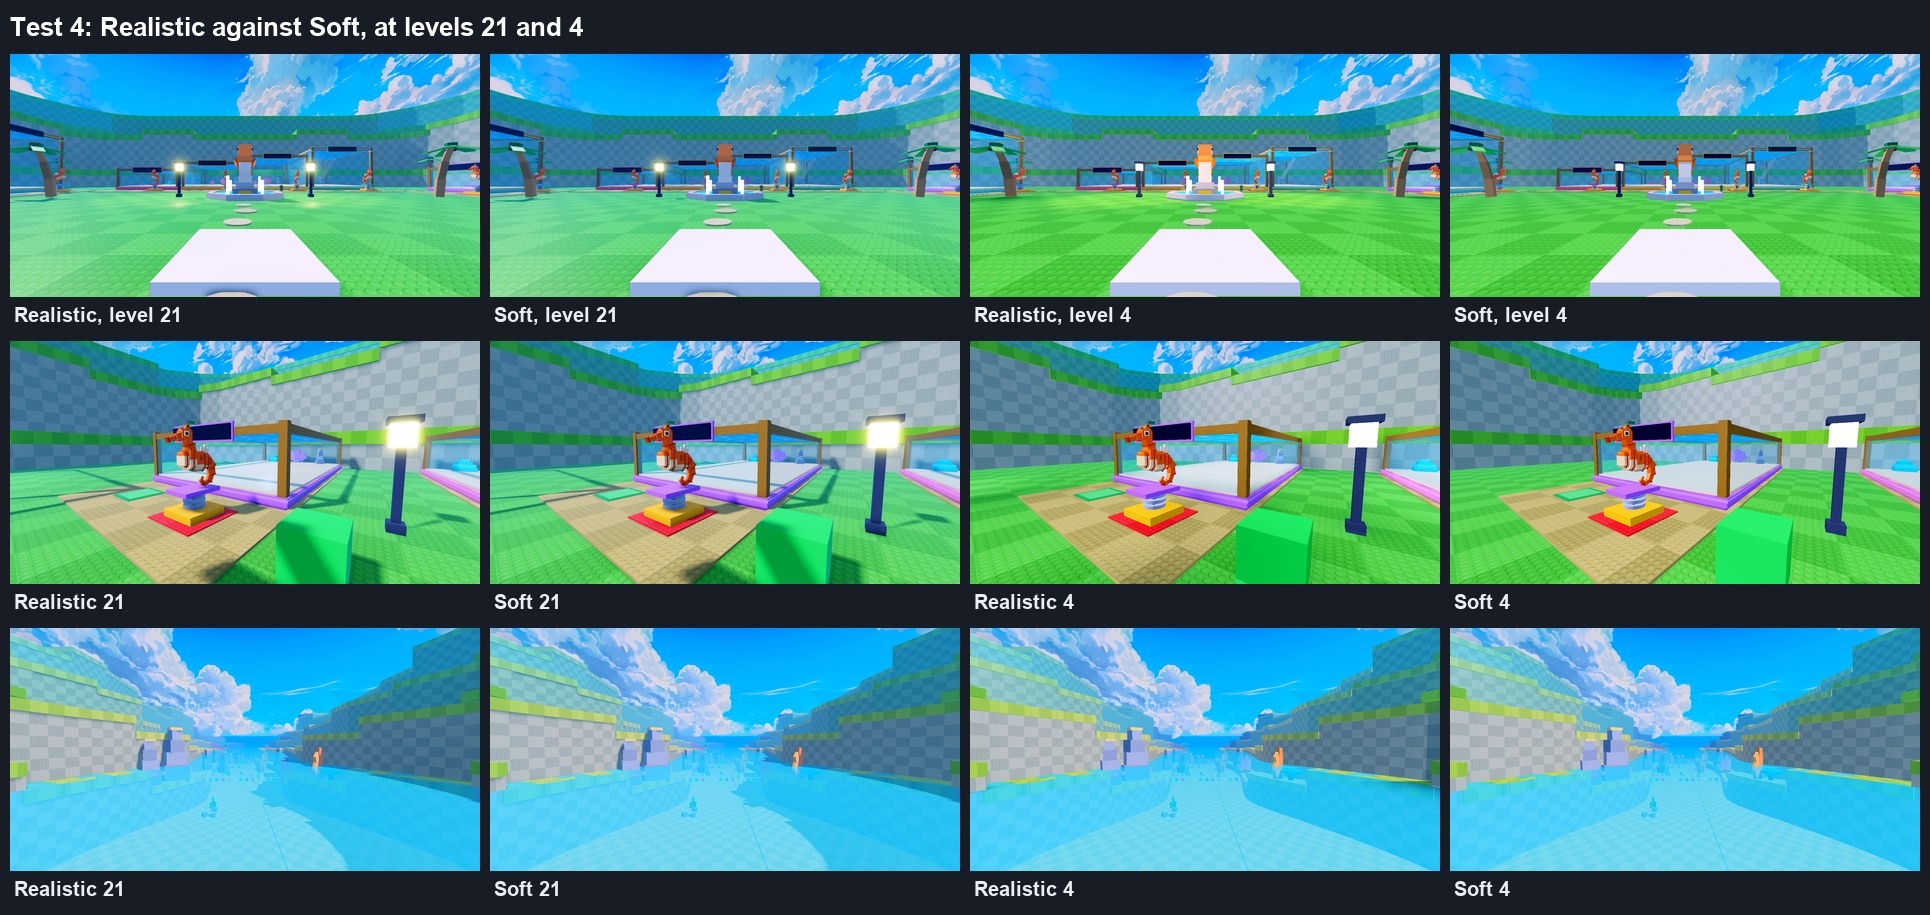 Test 4: Realistic against Soft, at levels 21 and 4
Realistic, level 21
Soft, level 21
Realistic, level 4
Soft, level 4
Realistic 21
Soft 21
Realistic 4
Soft 4
Realistic 21
Soft 21
Realistic 4
Soft 4